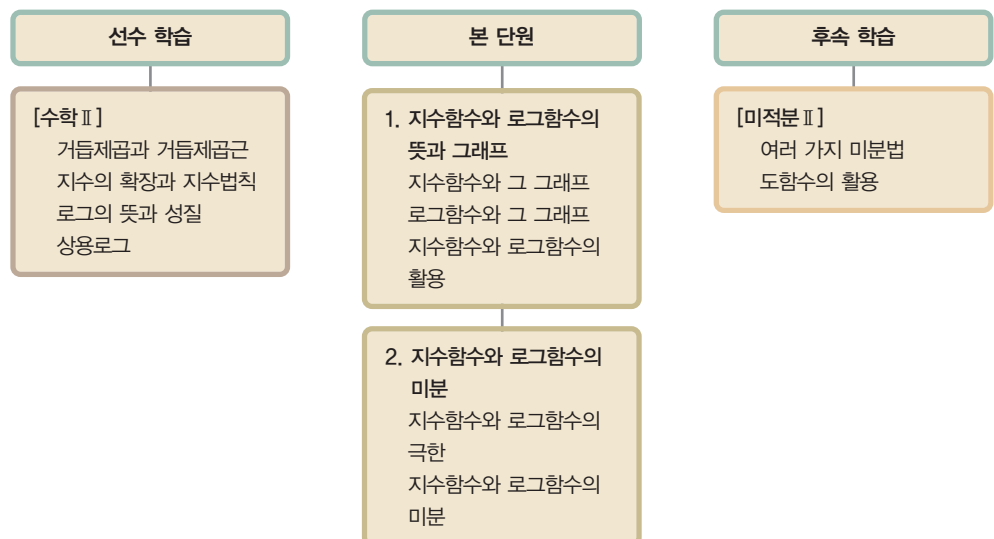 선수 학습
[수학Ⅱ]
거듭제곱과 거듭제곱근
지수의 확장과 지수법칙
로그의 뜻과 성질
상용로그
본 단원
1. 지수함수와 로그함수의
뜻과 그래프
지수함수와 그 그래프
로그함수와 그 그래프
지수함수와 로그함수의
활용
2. 지수함수와 로그함수의
미분
지수함수와 로그함수의
극한
지수함수와 로그함수의
미분
후속 학습
[미적분Ⅱ]
여러 가지 미분법
도함수의 활용